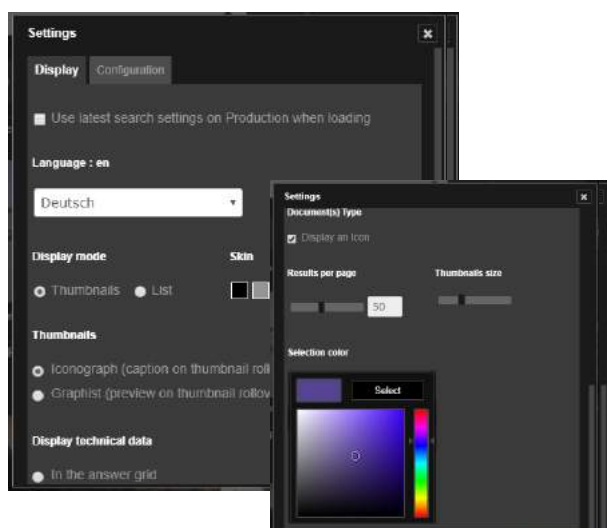 Settings
Display Configuration
Use latest search settings on Production when loading
Language : en
Deutsch
Display mode Skin
Thumbnails List
Thumbnails
Iconograph (caption on thumbnail roll
Graphist (preview on thumbnail rollov
Display technical data
In the answer grid
Settings
Document(s) Type
Display an Icon
Results per page Thumbnails size
50
Selection color
Select